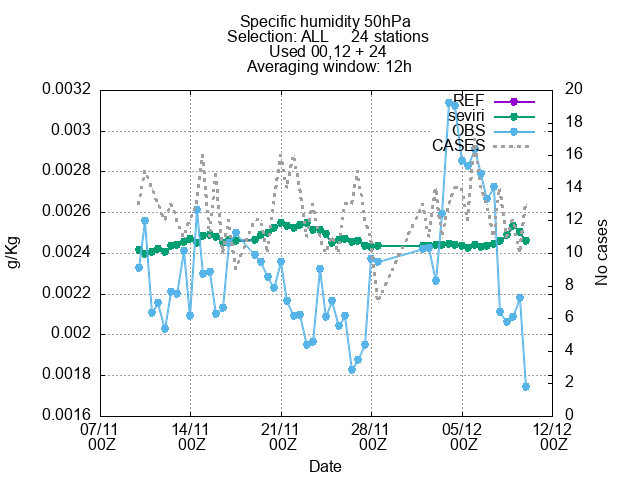 Specific humidity 50hPa
Selection: ALL     24 stations
Used 00,12 + 24
Averaging window: 12h
0.0032
0.003
0.0028
0.0026
0.0024
0.0022
0.002
0.0018
0.0016
g/Kg
20
18
16
14
12
10
8
6
4
2
0
No cases
REF
seviri
OBS
CASES
07/11 14/11 21/11 28/11 05/12 12/12
00Z 00Z 00Z 00Z 00Z 00Z
Date